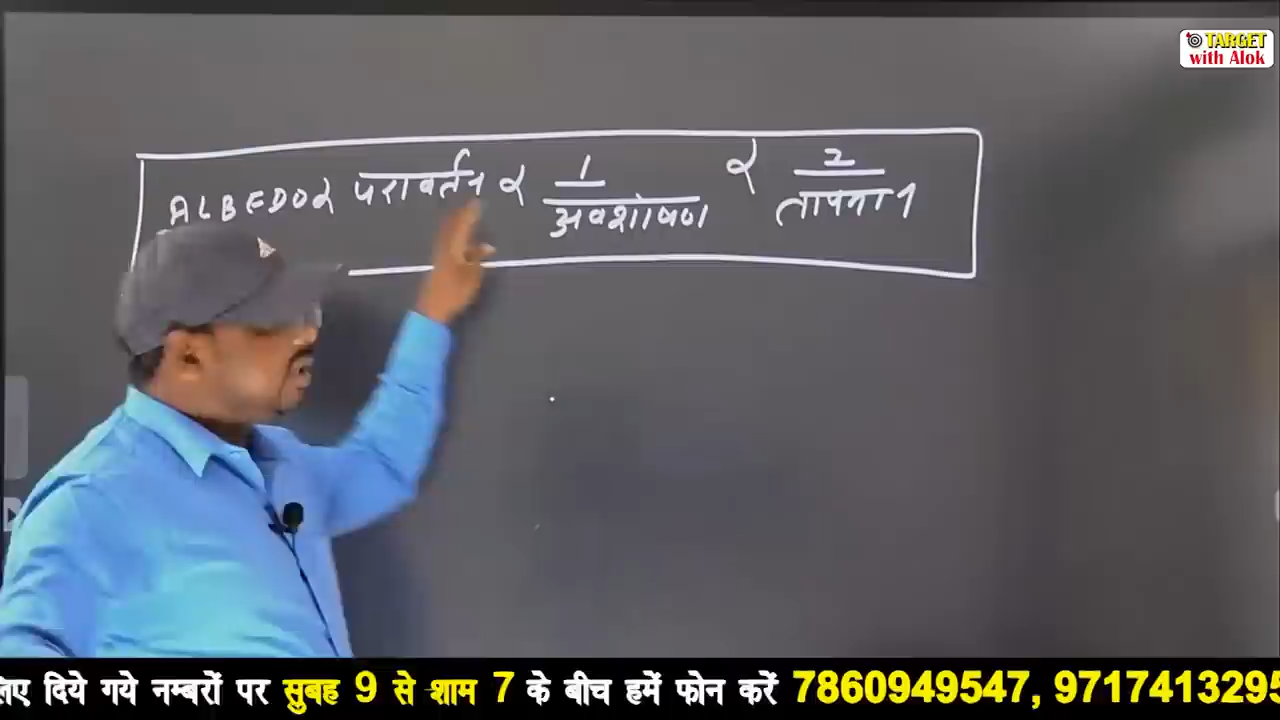 TARGET
with Alok
ALBEDO α परावर्तन α 1/अवशोषण α 2/तापमान
लिए दिये गये नम्बरों पर सुबह 9 से शाम 7 के बीच हमें फोन करें 7860949547, 9717413295